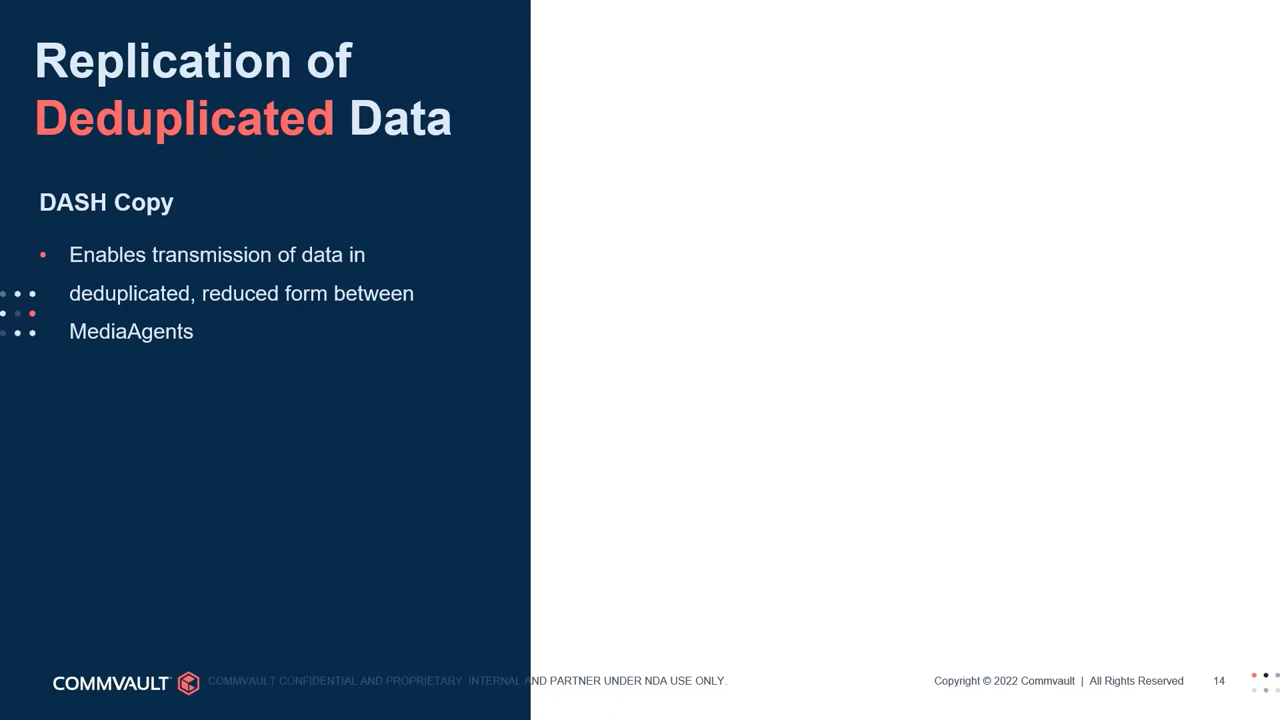 Replication of
Deduplicated Data
DASH Copy
• Enables transmission of data in
deduplicated, reduced form between
MediaAgents
COMMVAULT
COMMVAULT CONFIDENTIAL AND PROPRIETARY  INTERNAL AND PARTNER UNDER NDA USE ONLY.
Copyright © 2022 Commvault | All Rights Reserved
14